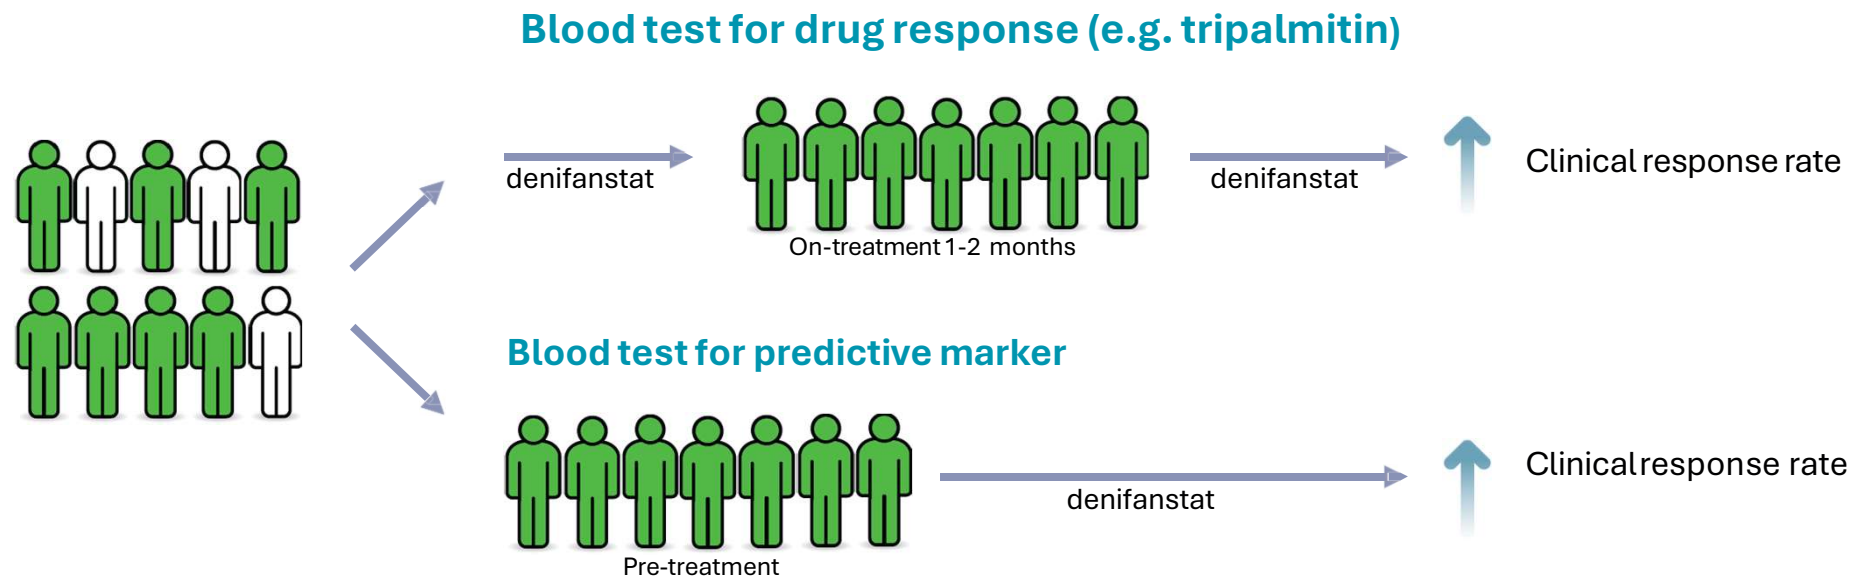 Blood test for drug response (e.g. tripalmitin)
denifanstat
On-treatment 1-2 months
denifanstat
Clinical response rate
Blood test for predictive marker
Pre-treatment
denifanstat
Clinical response rate